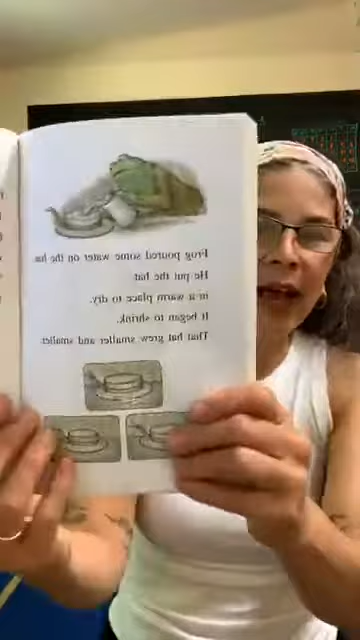 Frog poured some water on the ha
He put the hat
in a warm place to dry.
It began to shrink.
That hat grew smaller and smaller